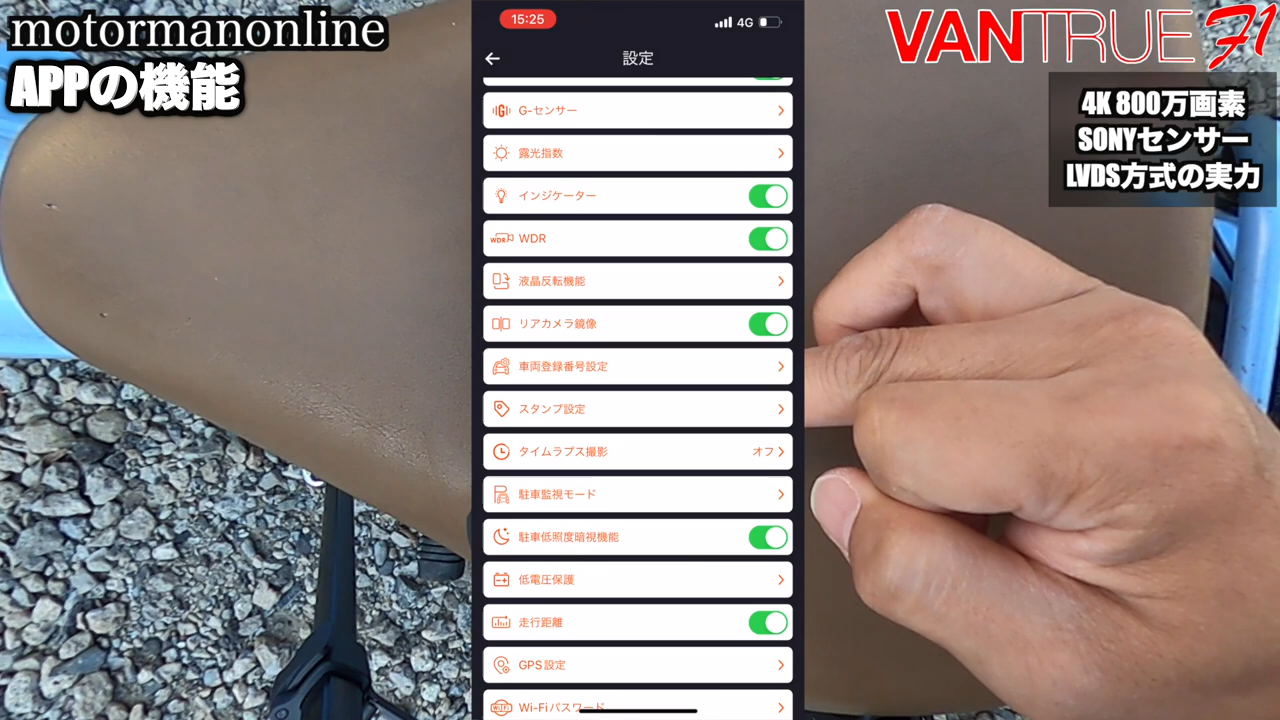 motormanonline
APPの機能
15:25
4G
設定
VANTRUE F1
4K 800万画素
SONYセンサー
LVDS方式の実力
G-センサー
露光指数
インジケーター
WDR WDR
液晶反転機能
リアカメラ鏡像
車両登録番号設定
スタンプ設定
タイムラプス撮影 オフ
駐車監視モード
駐車低照度暗視機能
低電圧保護
走行距離
GPS設定
WiFi Wi-Fiパスワード